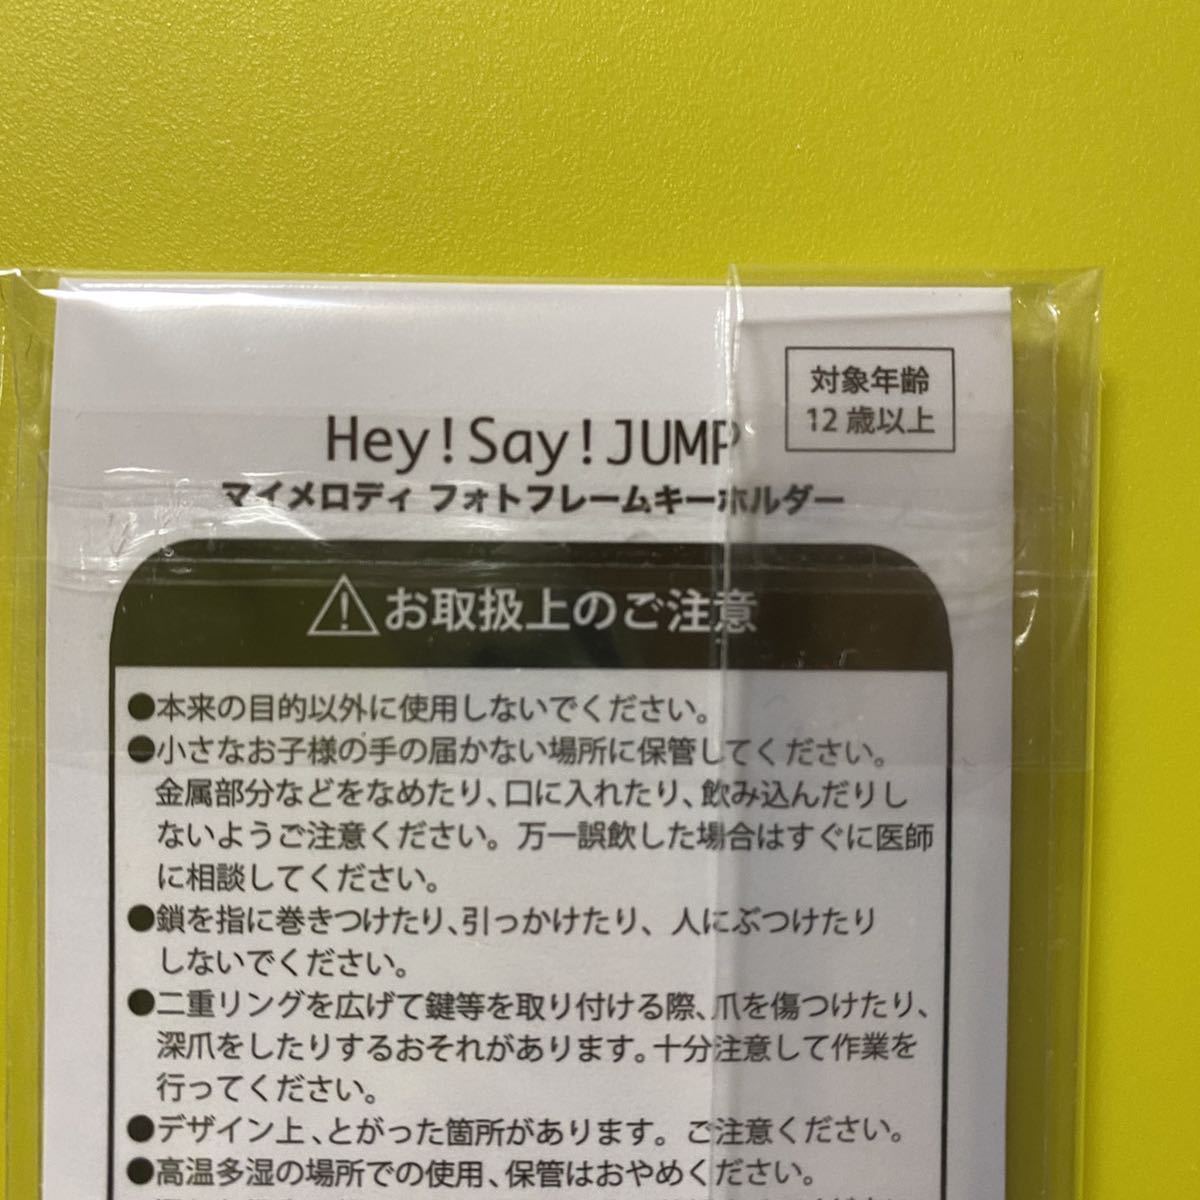 対象年齢
12歳以上
Hey!Say!JUMP
マイメロディ フォトフレームキーホルダー
お取扱上のご注意
●本来の目的以外に使用しないでください。
●小さなお子様の手の届かない場所に保管してください。
金属部分などをなめたり、口に入れたり、飲み込んだりし
ないようご注意ください。万一誤飲した場合はすぐに医師
に相談してください。
●鎖を指に巻きつけたり、引っかけたり、人にぶつけたり
しないでください。
●二重リングを広げて鍵等を取り付ける際、爪を傷つけたり、
深爪をしたりするおそれがあります。十分注意して作業を
行ってください。
●デザイン上、とがった箇所があります。ご注意ください。
●高温多湿の場所での使用、保管はおやめください。